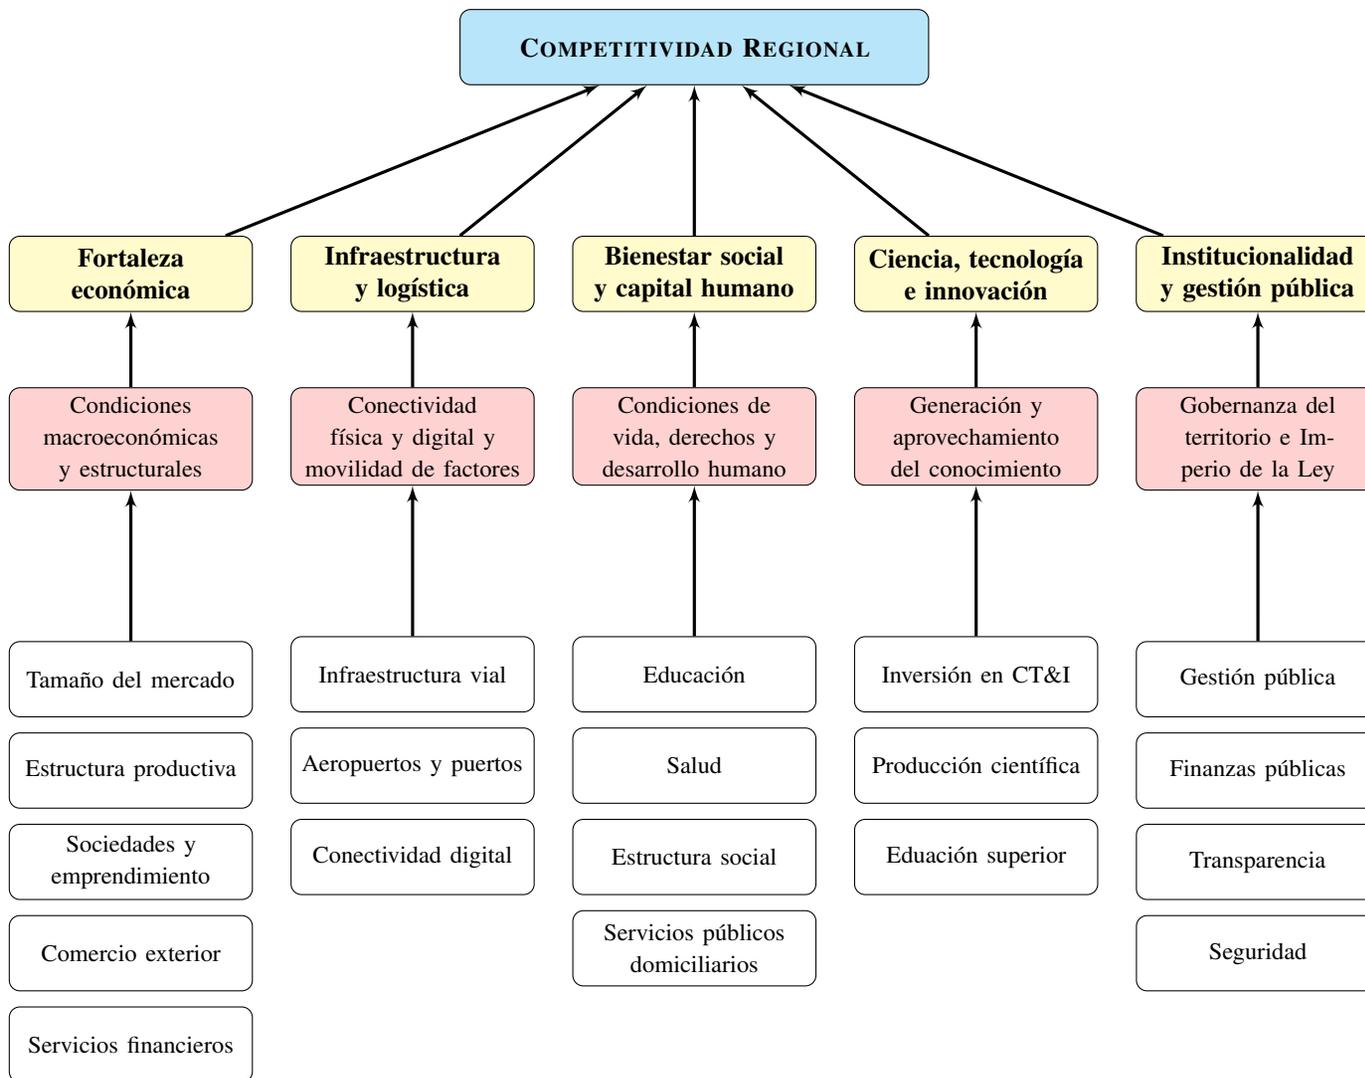 COMPETITIVIDAD REGIONAL
Fortaleza
económica
Infraestructura
y logística
Bienestar social
y capital humano
Ciencia, tecnología
e innovación
Institucionalidad
y gestión pública
Condiciones
macroeconómicas
y estructurales
Conectividad
física y digital y
movilidad de factores
Condiciones de
vida, derechos y
desarrollo humano
Generación y
aprovechamiento
del conocimiento
Gobernanza del
territorio e Im-
perio de la Ley
Tamaño del mercado
Estructura productiva
Sociedades y
emprendimiento
Comercio exterior
Servicios financieros
Infraestructura vial
Aeropuertos y puertos
Conectividad digital
Educación
Salud
Estructura social
Servicios públicos
domiciliarios
Inversión en CT&I
Producción científica
Eduación superior
Gestión pública
Finanzas públicas
Transparencia
Seguridad